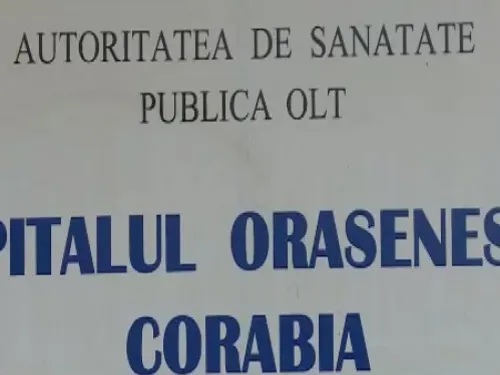 AUTORITATEA DE SANATATE
PUBLICA OLT
PITALUL ORASENES
CORABIA